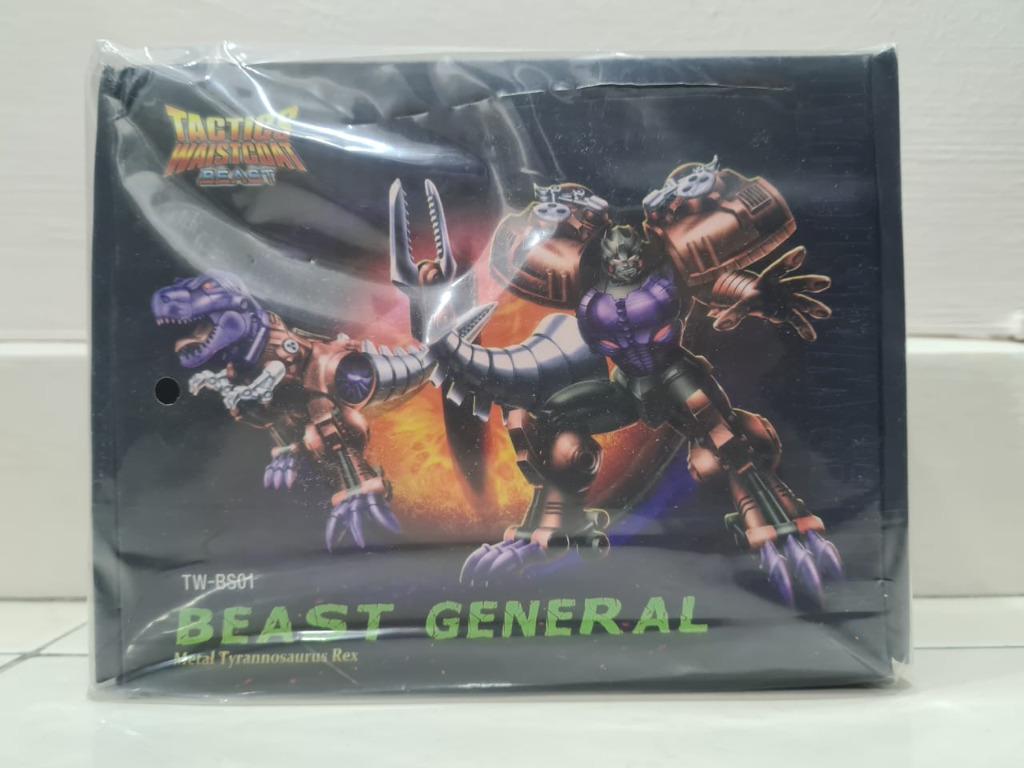 TACTICS
WAISTCOAT
BEAST
TW-BS01
BEAST GENERAL
Metal Tyrannosaurus Rex